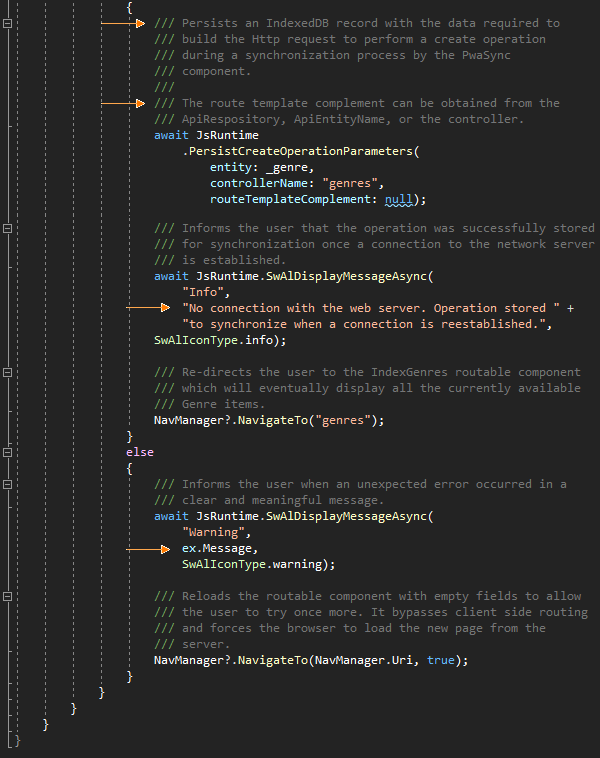 {
/// Persists an IndexedDB record with the data required to
/// build the Http request to perform a create operation
/// during a synchronization process by the PwaSync
/// component.
///
/// The route template complement can be obtained from the
/// ApiRespository, ApiEntityName, or the controller.
await JsRuntime
.PersistCreateOperationParameters(
entity: _genre,
controllerName: "genres",
routeTemplateComplement: null);
/// Informs the user that the operation was successfully stored
/// for synchronization once a connection to the network server
/// is established.
await JsRuntime.SwAlDisplayMessageAsync(
"Info",
"No connection with the web server. Operation stored " +
"to synchronize when a connection is reestablished.",
SwAlIconType.info);
/// Re-directs the user to the IndexGenres routable component
/// which will eventually display all the currently available
/// Genre items.
NavManager?.NavigateTo("genres");
}
else
{
/// Informs the user when an unexpected error occurred in a
/// clear and meaningful message.
await JsRuntime.SwAlDisplayMessageAsync(
"Warning",
ex.Message,
SwAlIconType.warning);
/// Reloads the routable component with empty fields to allow
/// the user to try once more. It bypasses client side routing
/// and forces the browser to load the new page from the
/// server.
NavManager?.NavigateTo(NavManager.Uri, true);
}
}
}
}
}